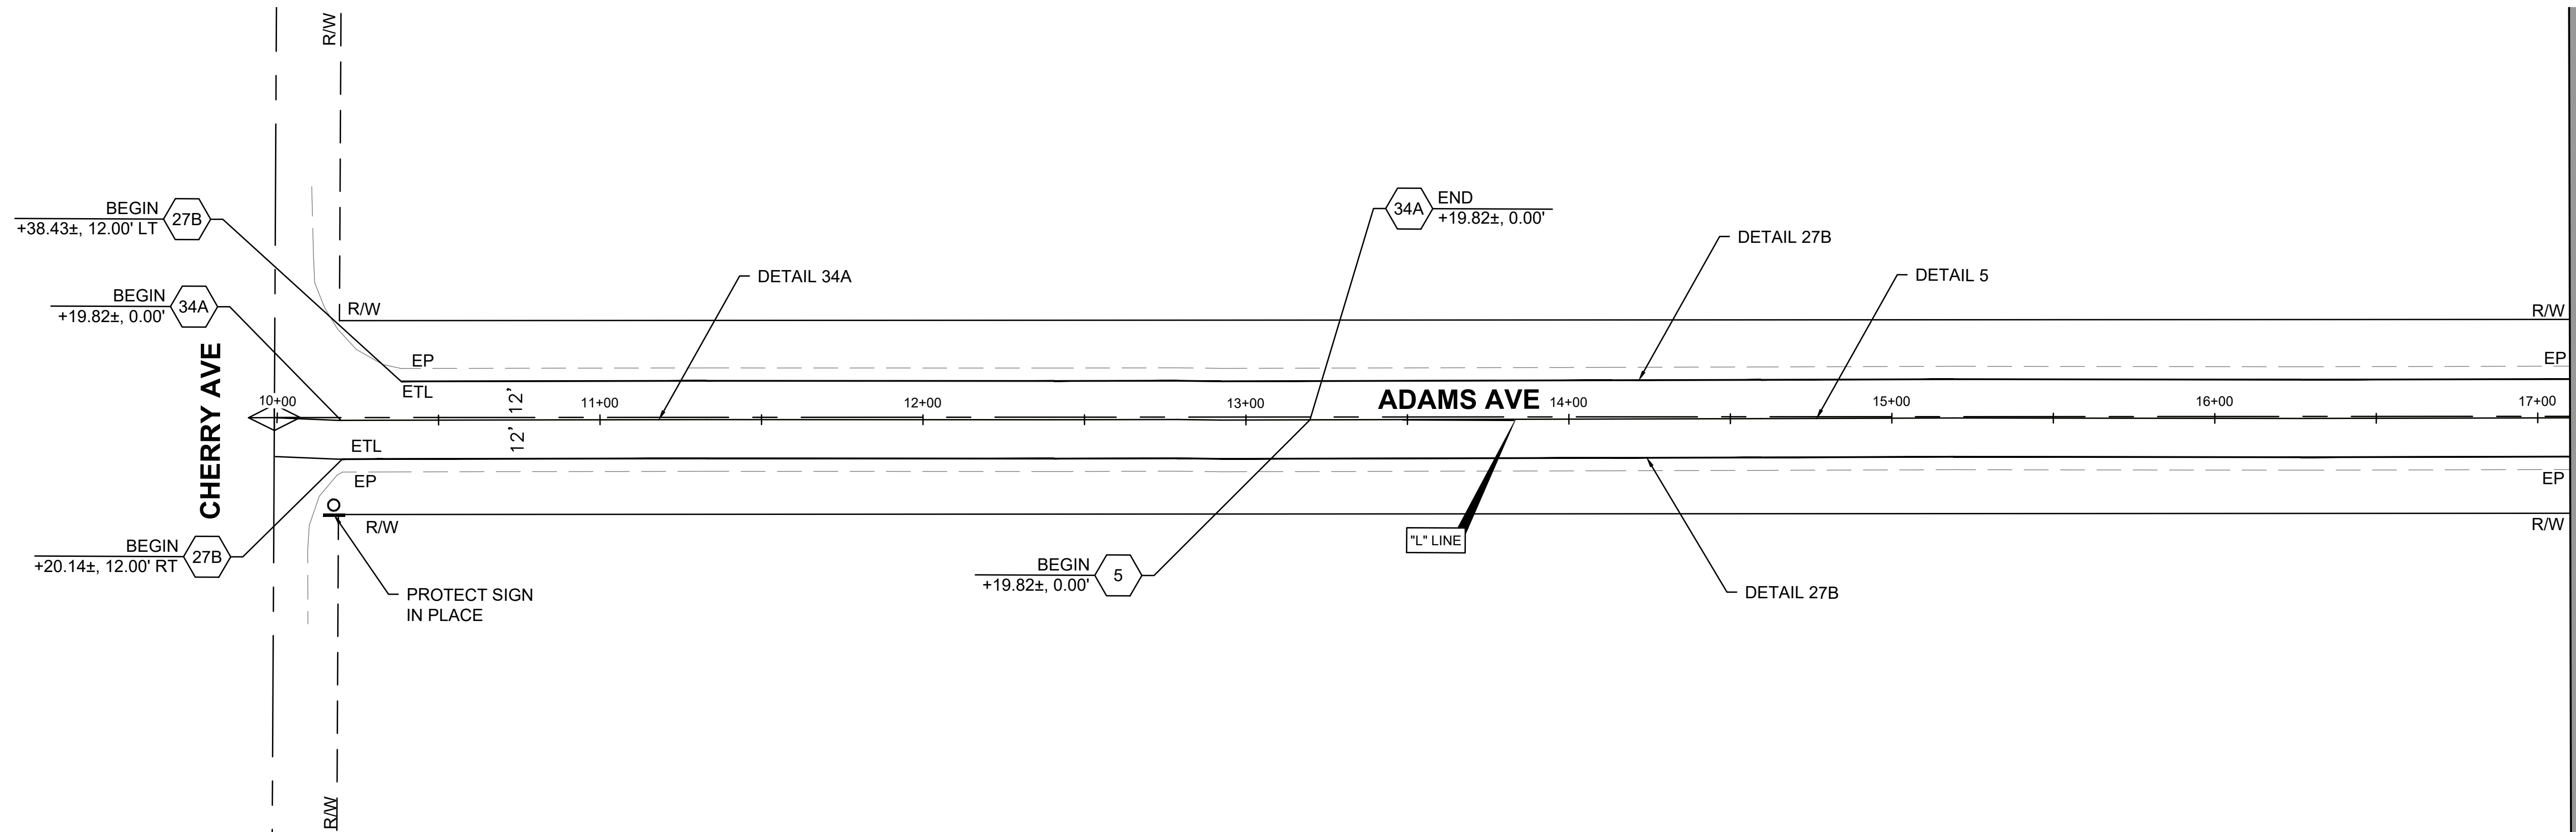 R/W
BEGIN
+38.43±, 12.00' LT
27B
BEGIN
+19.82±, 0.00'
34A
CHERRY AVE
10+00
BEGIN
+20.14±, 12.00' RT
27B
R/W
EP
ETL
12'
12'
ETL
EP
R/W
PROTECT SIGN
IN PLACE
R/W
DETAIL 34A
11+00
12+00
13+00
34A
END
+19.82±, 0.00'
BEGIN
+19.82±, 0.00'
5
ADAMS AVE
"L" LINE
14+00
DETAIL 27B
DETAIL 5
15+00
16+00
17+00
DETAIL 27B
R/W
EP
EP
R/W